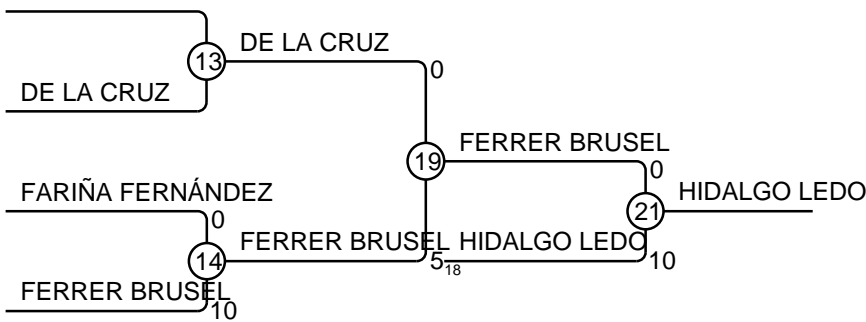 DE LA CRUZ
13
0
DE LA CRUZ
FERRER BRUSEL
19
0
FARIÑA FERNÁNDEZ
HIDALGO LEDO
0
21
FERRER BRUSEL
HIDALGO LEDO
14
5
18
10
FERRER BRUSEL
10